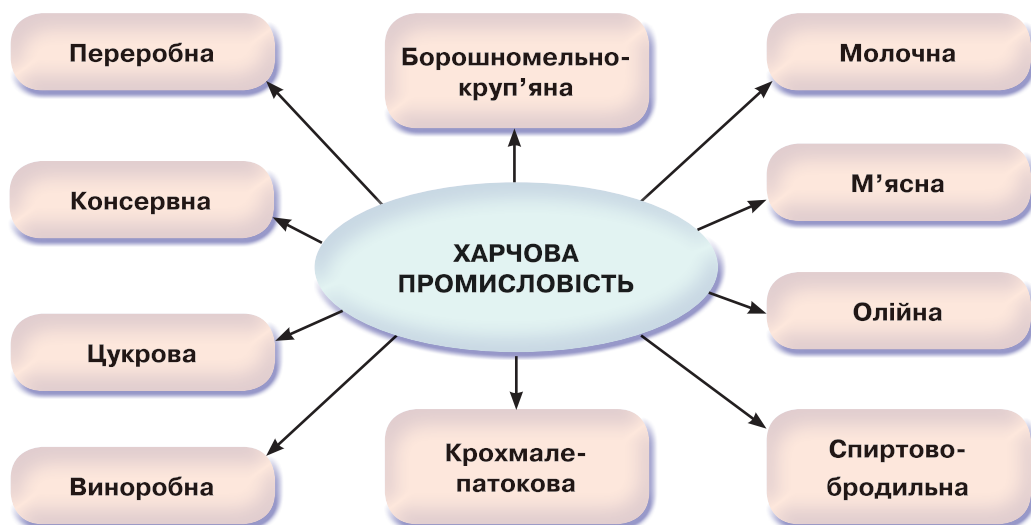 Переробна
Борошномельно-
круп’яна
Молочна
Консервна
М’ясна
ХАРЧОВА
ПРОМИСЛОВІСТЬ
Цукрова
Олійна
Виноробна
Крохмале-
патокова
Спиртово-
бродильна